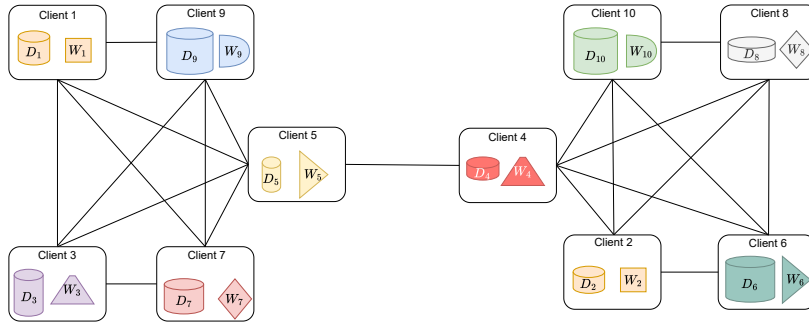 Client 1
D₁ W₁
Client 9
D₉ W₉
Client 10
D₁₀ W₁₀
Client 8
D₈ W₈
Client 5
D₅ W₅
Client 4
D₄ W₄
Client 3
D₃ W₃
Client 7
D₇ W₇
Client 2
D₂ W₂
Client 6
D₆ W₆